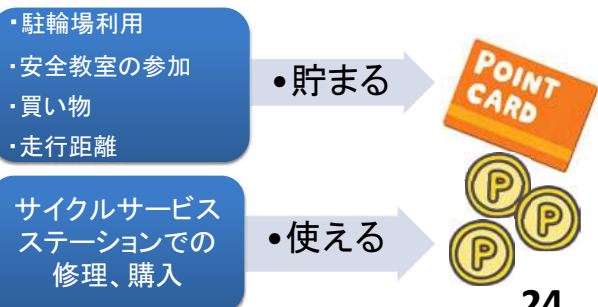 ・駐輪場利用
・安全教室の参加
・買い物
・走行距離
•貯まる
POINT
CARD
サイクルサービス
ステーションでの
修理、購入
•使える
P
P
P
24